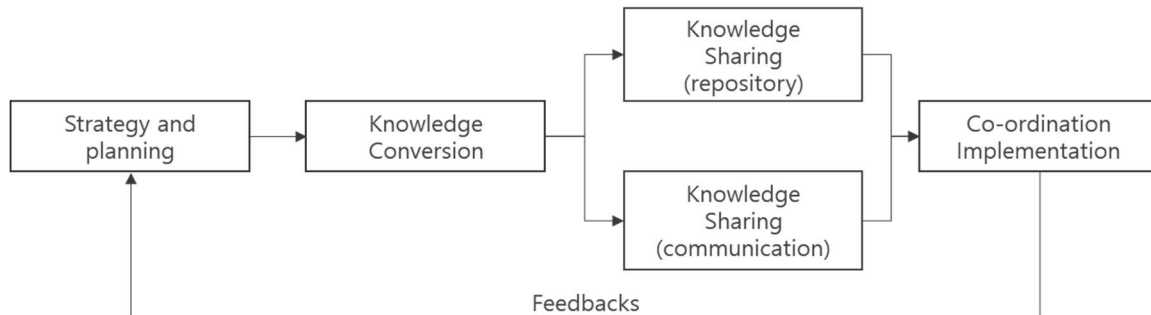 Strategy and
planning
Knowledge
Conversion
Knowledge
Sharing
(repository)
Knowledge
Sharing
(communication)
Co-ordination
Implementation
Feedbacks